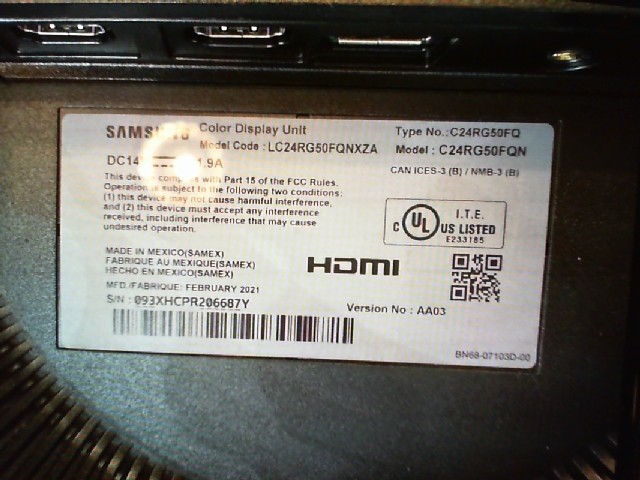 SAMSUNG Color Display Unit
Model Code : LC24RG50FQNXZA
Type No.: C24RG50FQ
Model : C24RG50FQN
DC14 1.9A
CAN ICES-3 (B) / NMB-3 (B)
This device complies with Part 15 of the FCC Rules.
Operation is subject to the following two conditions:
(1) this device may not cause harmful interference,
and (2) this device must accept any interference
received, including interference that may cause
undesired operation.
C UL US LISTED
I.T.E.
E233185
MADE IN MEXICO(SAMEX)
FABRIQUE AU MEXIQUE(SAMEX)
HECHO EN MEXICO(SAMEX)
HDMI
MFD./FABRIQUE: FEBRUARY 2021
S/N : 093XHCPR206687Y
Version No : AA03
BN68-07103D-00